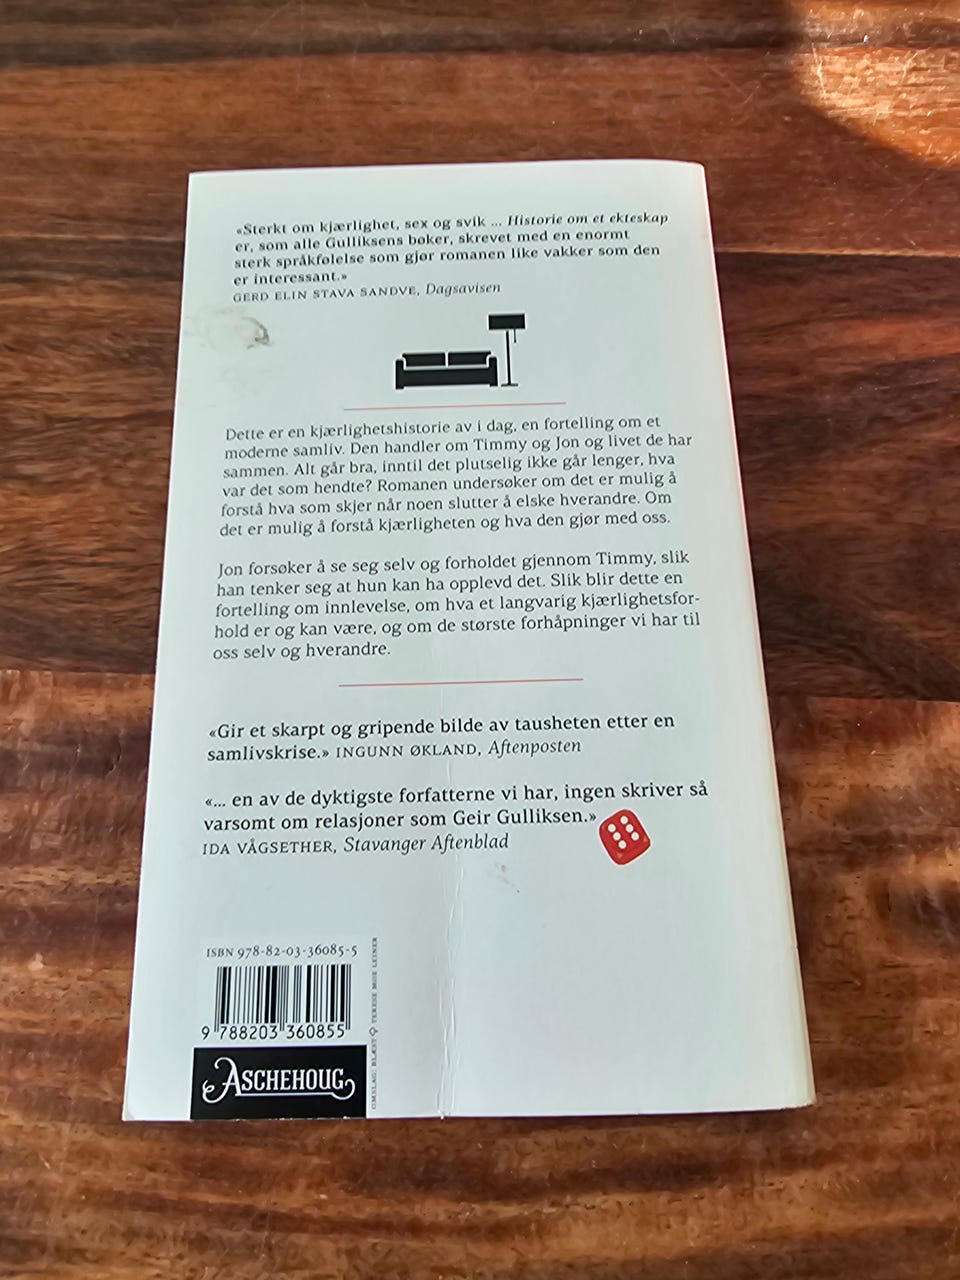 «Sterkt om kjærlighet, sex og svik ... Historie om et ekteskap
er, som alle Gulliksens bøker, skrevet med en enormt
sterk språkfølelse som gjør romanen like vakker som den
er interessant.»
GERD ELIN STAVA SANDVE, Dagsavisen
Dette er en kjærlighetshistorie av i dag, en fortelling om et
moderne samliv. Den handler om Timmy og Jon og livet de har
sammen. Alt går bra, inntil det plutselig ikke går lenger, hva
var det som hendte? Romanen undersøker om det er mulig å
forstå hva som skjer når noen slutter å elske hverandre. Om
det er mulig å forstå kjærligheten og hva den gjør med oss.
Jon forsøker å se seg selv og forholdet gjennom Timmy, slik
han tenker seg at hun kan ha opplevd det. Slik blir dette en
fortelling om innlevelse, om hva et langvarig kjærlighetsfor-
hold er og kan være, og om de største forhåpninger vi har til
oss selv og hverandre.
«Gir et skarpt og gripende bilde av tausheten etter en
samlivskrise.» INGUNN ØKLAND, Aftenposten
«... en av de dyktigste forfatterne vi har, ingen skriver så
varsomt om relasjoner som Geir Gulliksen.»
IDA VÅGSETHER, Stavanger Aftenblad
ISBN 978-82-03-36085-5
9 788203 360855
ASCHEHOUG
OMSLAG: BLÆST TERESE MOE LEINER